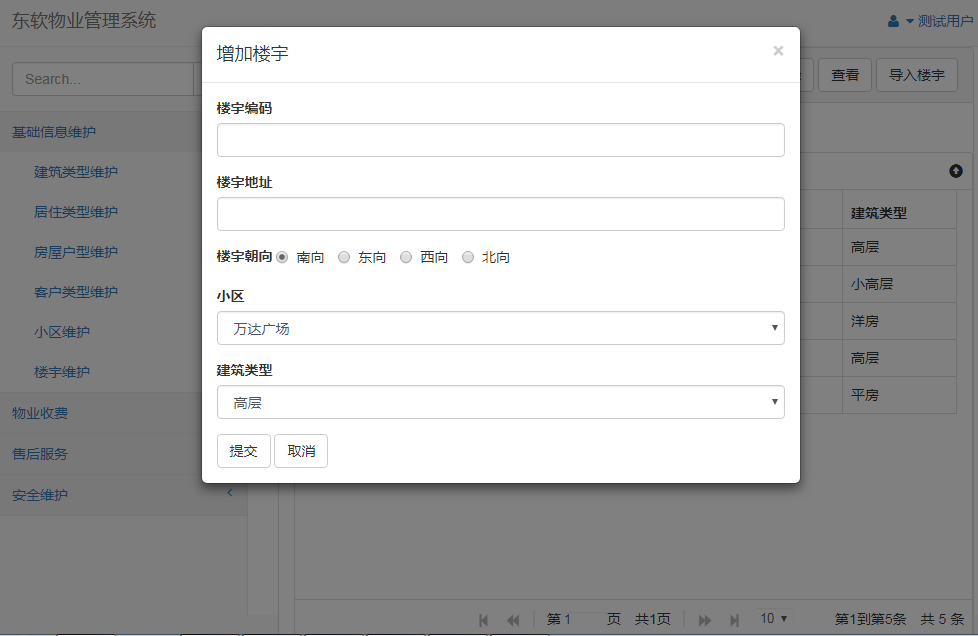 东软物业管理系统
测试用户
Search...
查看
导入楼宇
基础信息维护
建筑类型维护
居住类型维护
房屋户型维护
客户类型维护
小区维护
楼宇维护
物业收费
售后服务
安全维护
增加楼宇
×
楼宇编码
楼宇地址
楼宇朝向 南向 东向 西向 北向
小区
万达广场
建筑类型
高层
提交 取消
建筑类型
高层
小高层
洋房
高层
平房
第 1 页 共1页 10 第1到第5条 共 5 条